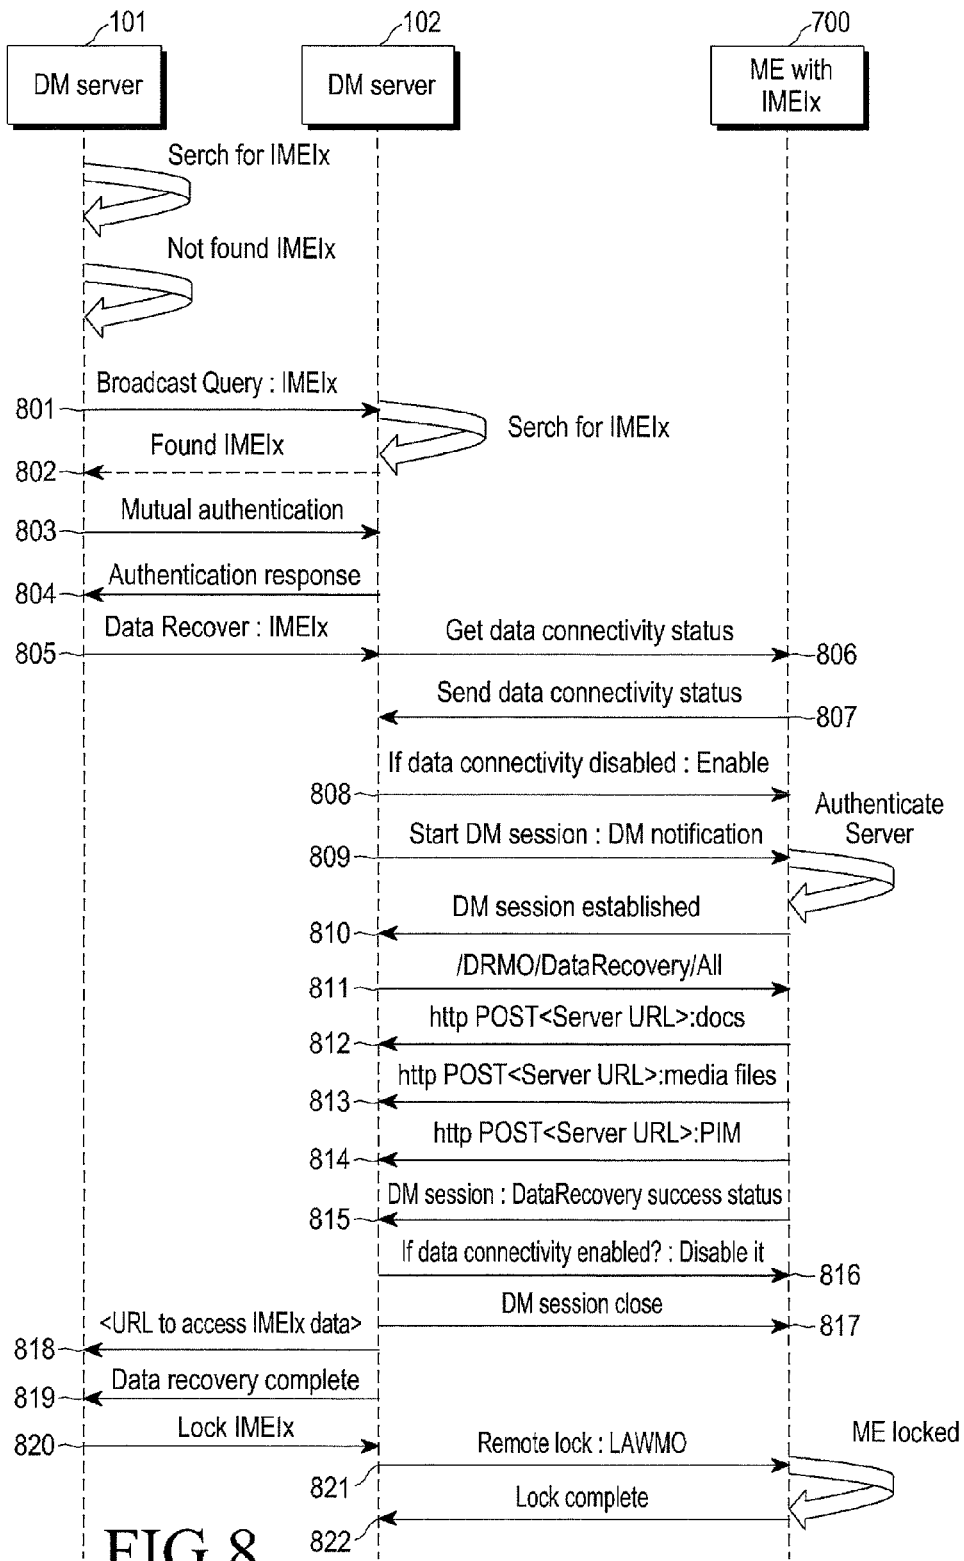 101
102
700
DM server
DM server
ME with
IMEIx
Serch for IMEIx
Not found IMEIx
Broadcast Query : IMEIx
801
Serch for IMEIx
Found IMEIx
802
Mutual authentication
803
Authentication response
804
Data Recover : IMEIx
805
Get data connectivity status
806
Send data connectivity status
807
If data connectivity disabled : Enable
808
Authenticate
Server
Start DM session : DM notification
809
DM session established
810
/DRMO/DataRecovery/All
811
http POST<Server URL>:docs
812
http POST<Server URL>:media files
813
http POST<Server URL>:PIM
814
DM session : DataRecovery success status
815
If data connectivity enabled? : Disable it
816
DM session close
817
<URL to access IMEIx data>
818
Data recovery complete
819
Lock IMEIx
820
Remote lock : LAWMO
821
ME locked
Lock complete
822
FIG.8